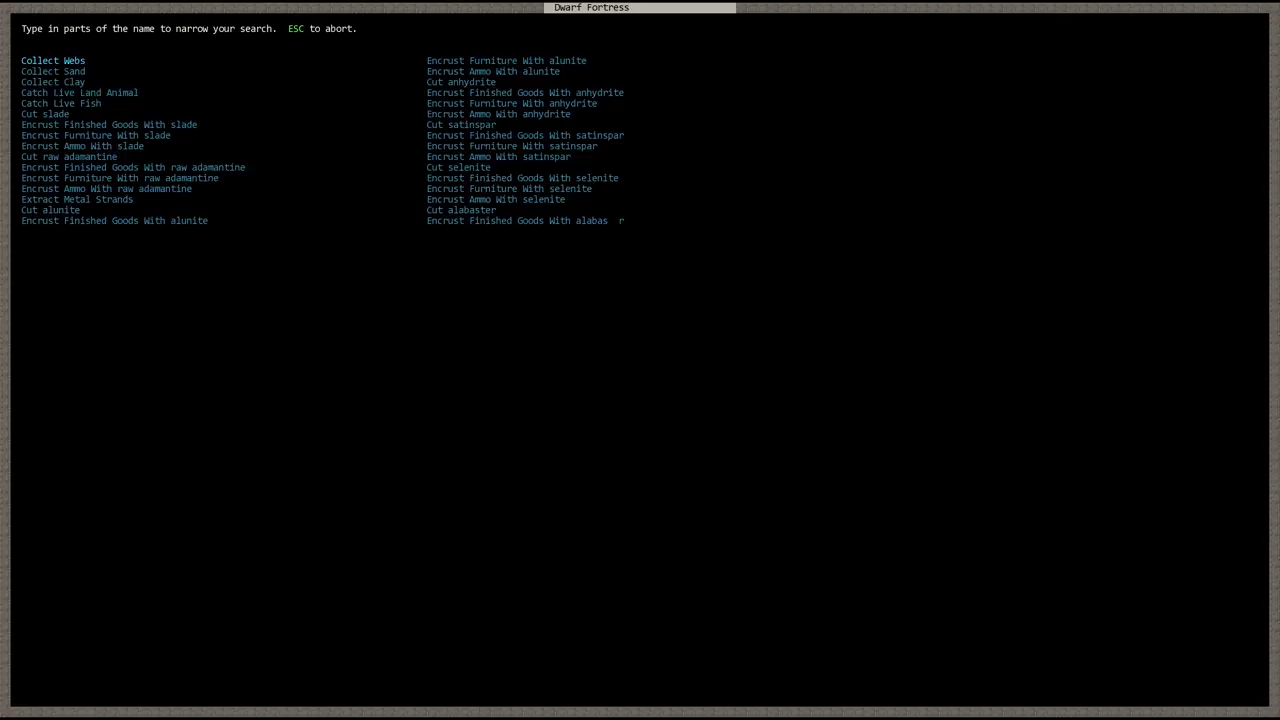 Dwarf Fortress
Type in parts of the name to narrow your search.  ESC to abort.
Collect Webs
Collect Sand
Collect Clay
Catch Live Land Animal
Catch Live Fish
Cut slade
Encrust Finished Goods With slade
Encrust Furniture With slade
Encrust Ammo With slade
Cut raw adamantine
Encrust Finished Goods With raw adamantine
Encrust Furniture With raw adamantine
Encrust Ammo With raw adamantine
Extract Metal Strands
Cut alunite
Encrust Finished Goods With alunite
Encrust Furniture With alunite
Encrust Ammo With alunite
Cut anhydrite
Encrust Finished Goods With anhydrite
Encrust Furniture With anhydrite
Encrust Ammo With anhydrite
Cut satinspar
Encrust Finished Goods With satinspar
Encrust Furniture With satinspar
Encrust Ammo With satinspar
Cut selenite
Encrust Finished Goods With selenite
Encrust Furniture With selenite
Encrust Ammo With selenite
Cut alabaster
Encrust Finished Goods With alabas  r